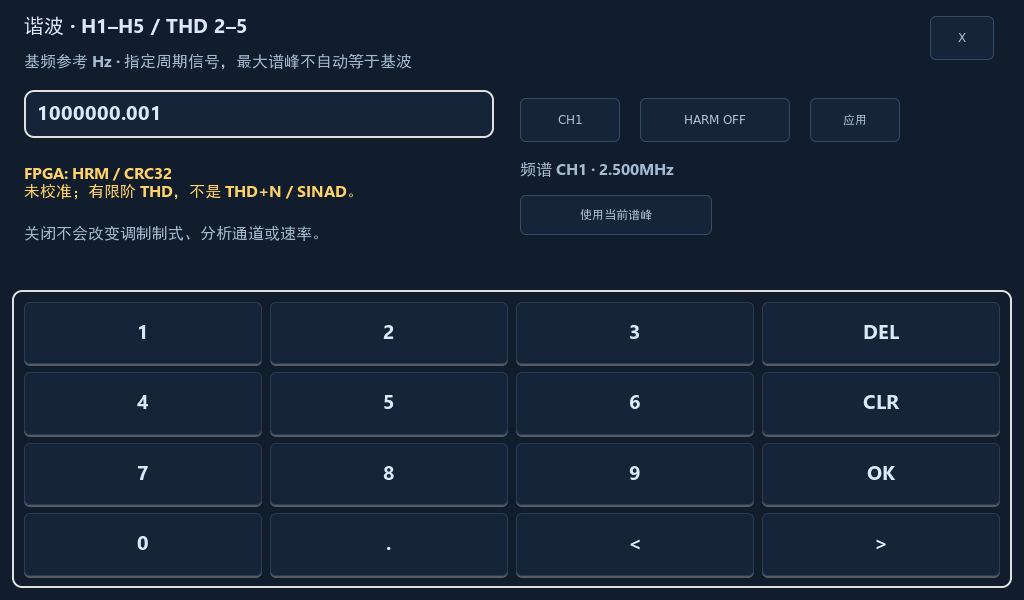 谐波 · H1–H5 / THD 2–5
X
基频参考 Hz · 指定周期信号，最大谱峰不自动等于基波
1000000.001
CH1
HARM OFF
应用
FPGA: HRM / CRC32
未校准；有限阶 THD，不是 THD+N / SINAD。
频谱 CH1 · 2.500MHz
使用当前谱峰
关闭不会改变调制制式、分析通道或速率。
1 2 3 DEL
4 5 6 CLR
7 8 9 OK
0 . < >